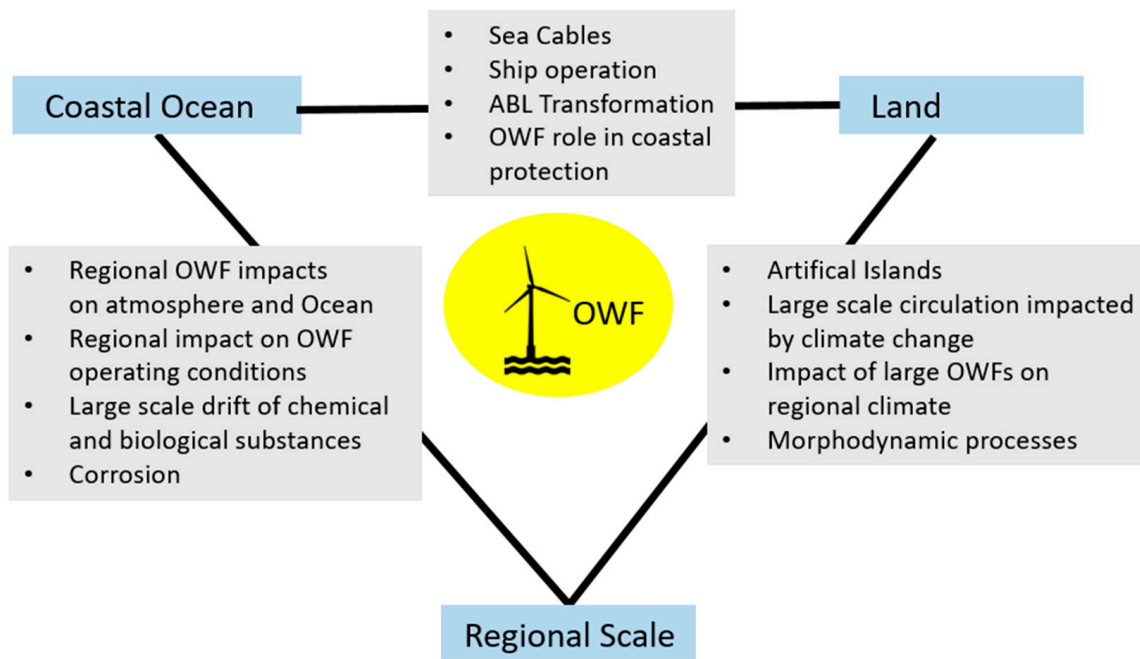 • Sea Cables
• Ship operation
• ABL Transformation
• OWF role in coastal
protection
Coastal Ocean
Land
• Regional OWF impacts
on atmosphere and Ocean
• Regional impact on OWF
operating conditions
• Large scale drift of chemical
and biological substances
• Corrosion
OWF
• Artifical Islands
• Large scale circulation impacted
by climate change
• Impact of large OWFs on
regional climate
• Morphodynamic processes
Regional Scale